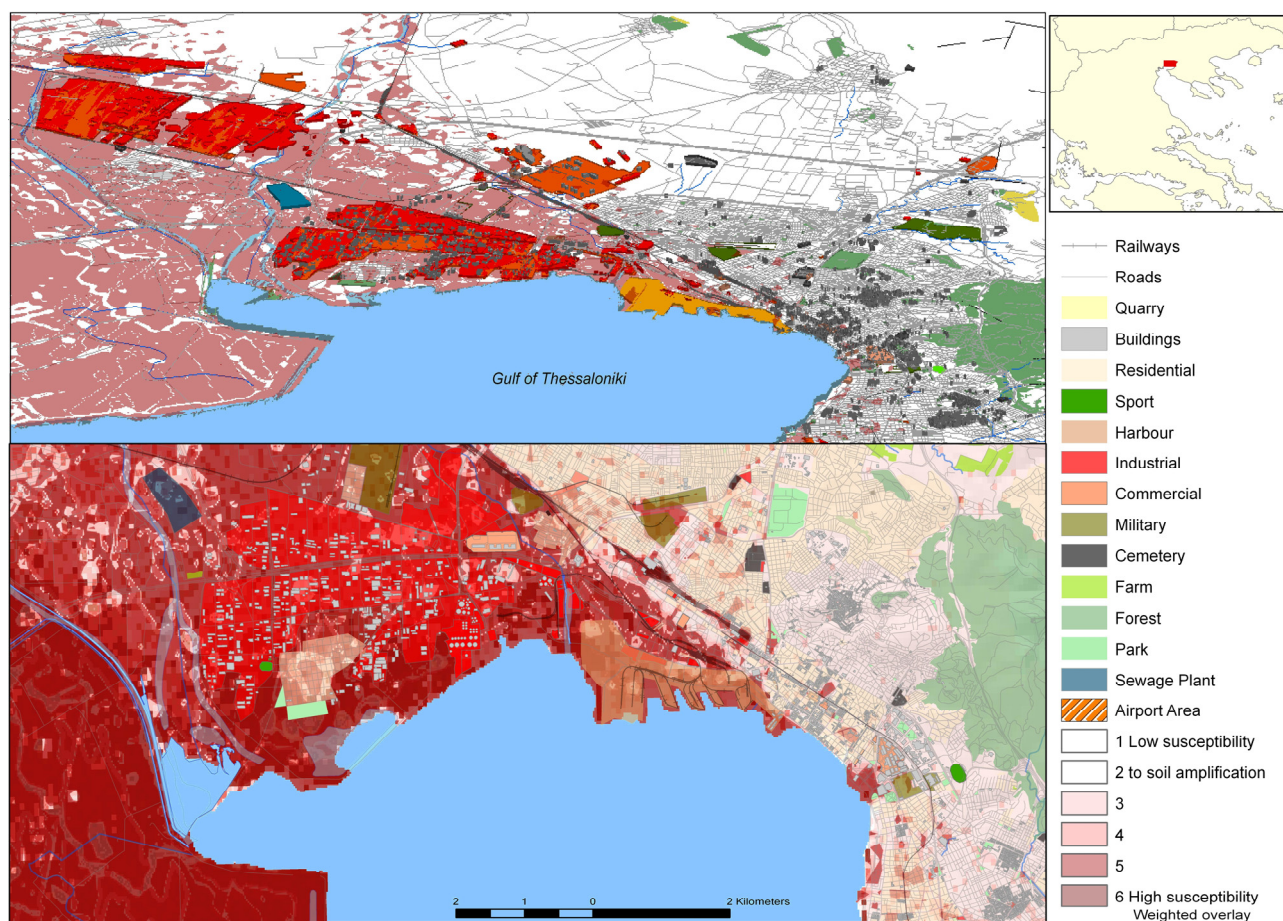 Gulf of Thessaloniki
Railways
Roads
Quarry
Buildings
Residential
Sport
Harbour
Industrial
Commercial
Military
Cemetery
Farm
Forest
Park
Sewage Plant
Airport Area
1 Low susceptibility
2 to soil amplification
3
4
5
6 High susceptibility
Weighted overlay
2 1 0 2 Kilometers